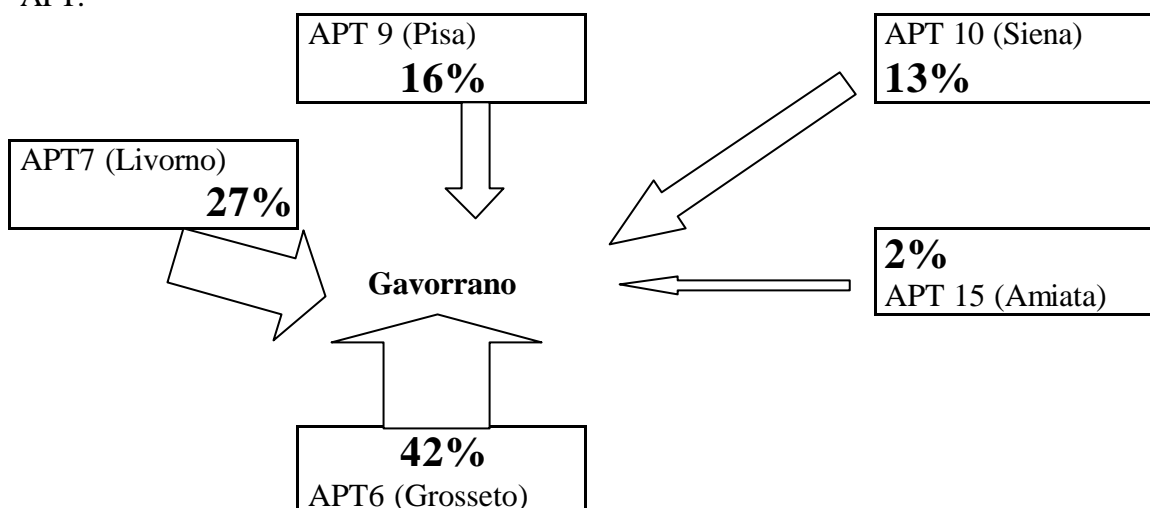 APT.
APT 9 (Pisa)
16%
APT 10 (Siena)
13%
APT7 (Livorno)
27%
Gavorrano
2%
APT 15 (Amiata)
42%
APT6 (Grosseto)